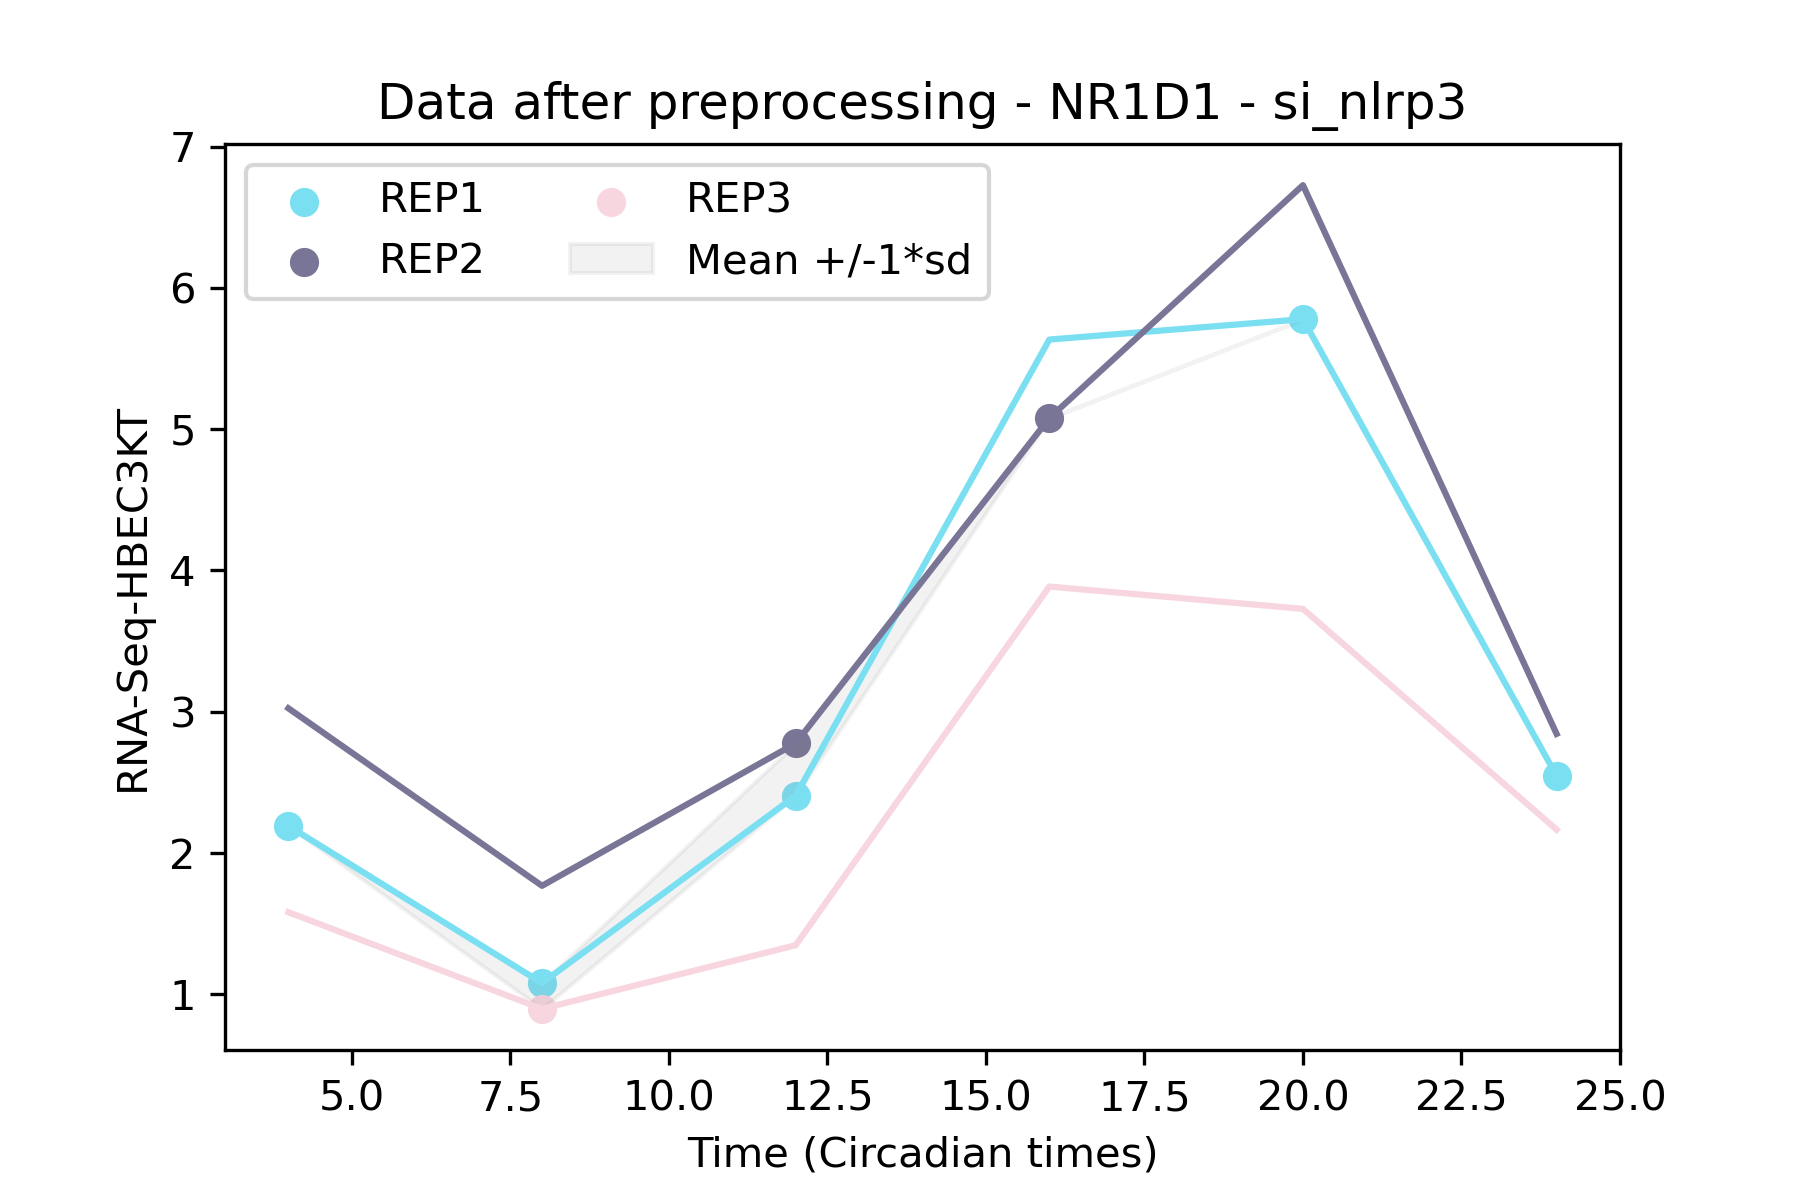 Data after preprocessing - NR1D1 - si_nlrp3
REP1
REP2
REP3
Mean +/-1*sd
RNA-Seq-HBEC3KT
7
6
5
4
3
2
1
5.0 7.5 10.0 12.5 15.0 17.5 20.0 22.5 25.0
Time (Circadian times)